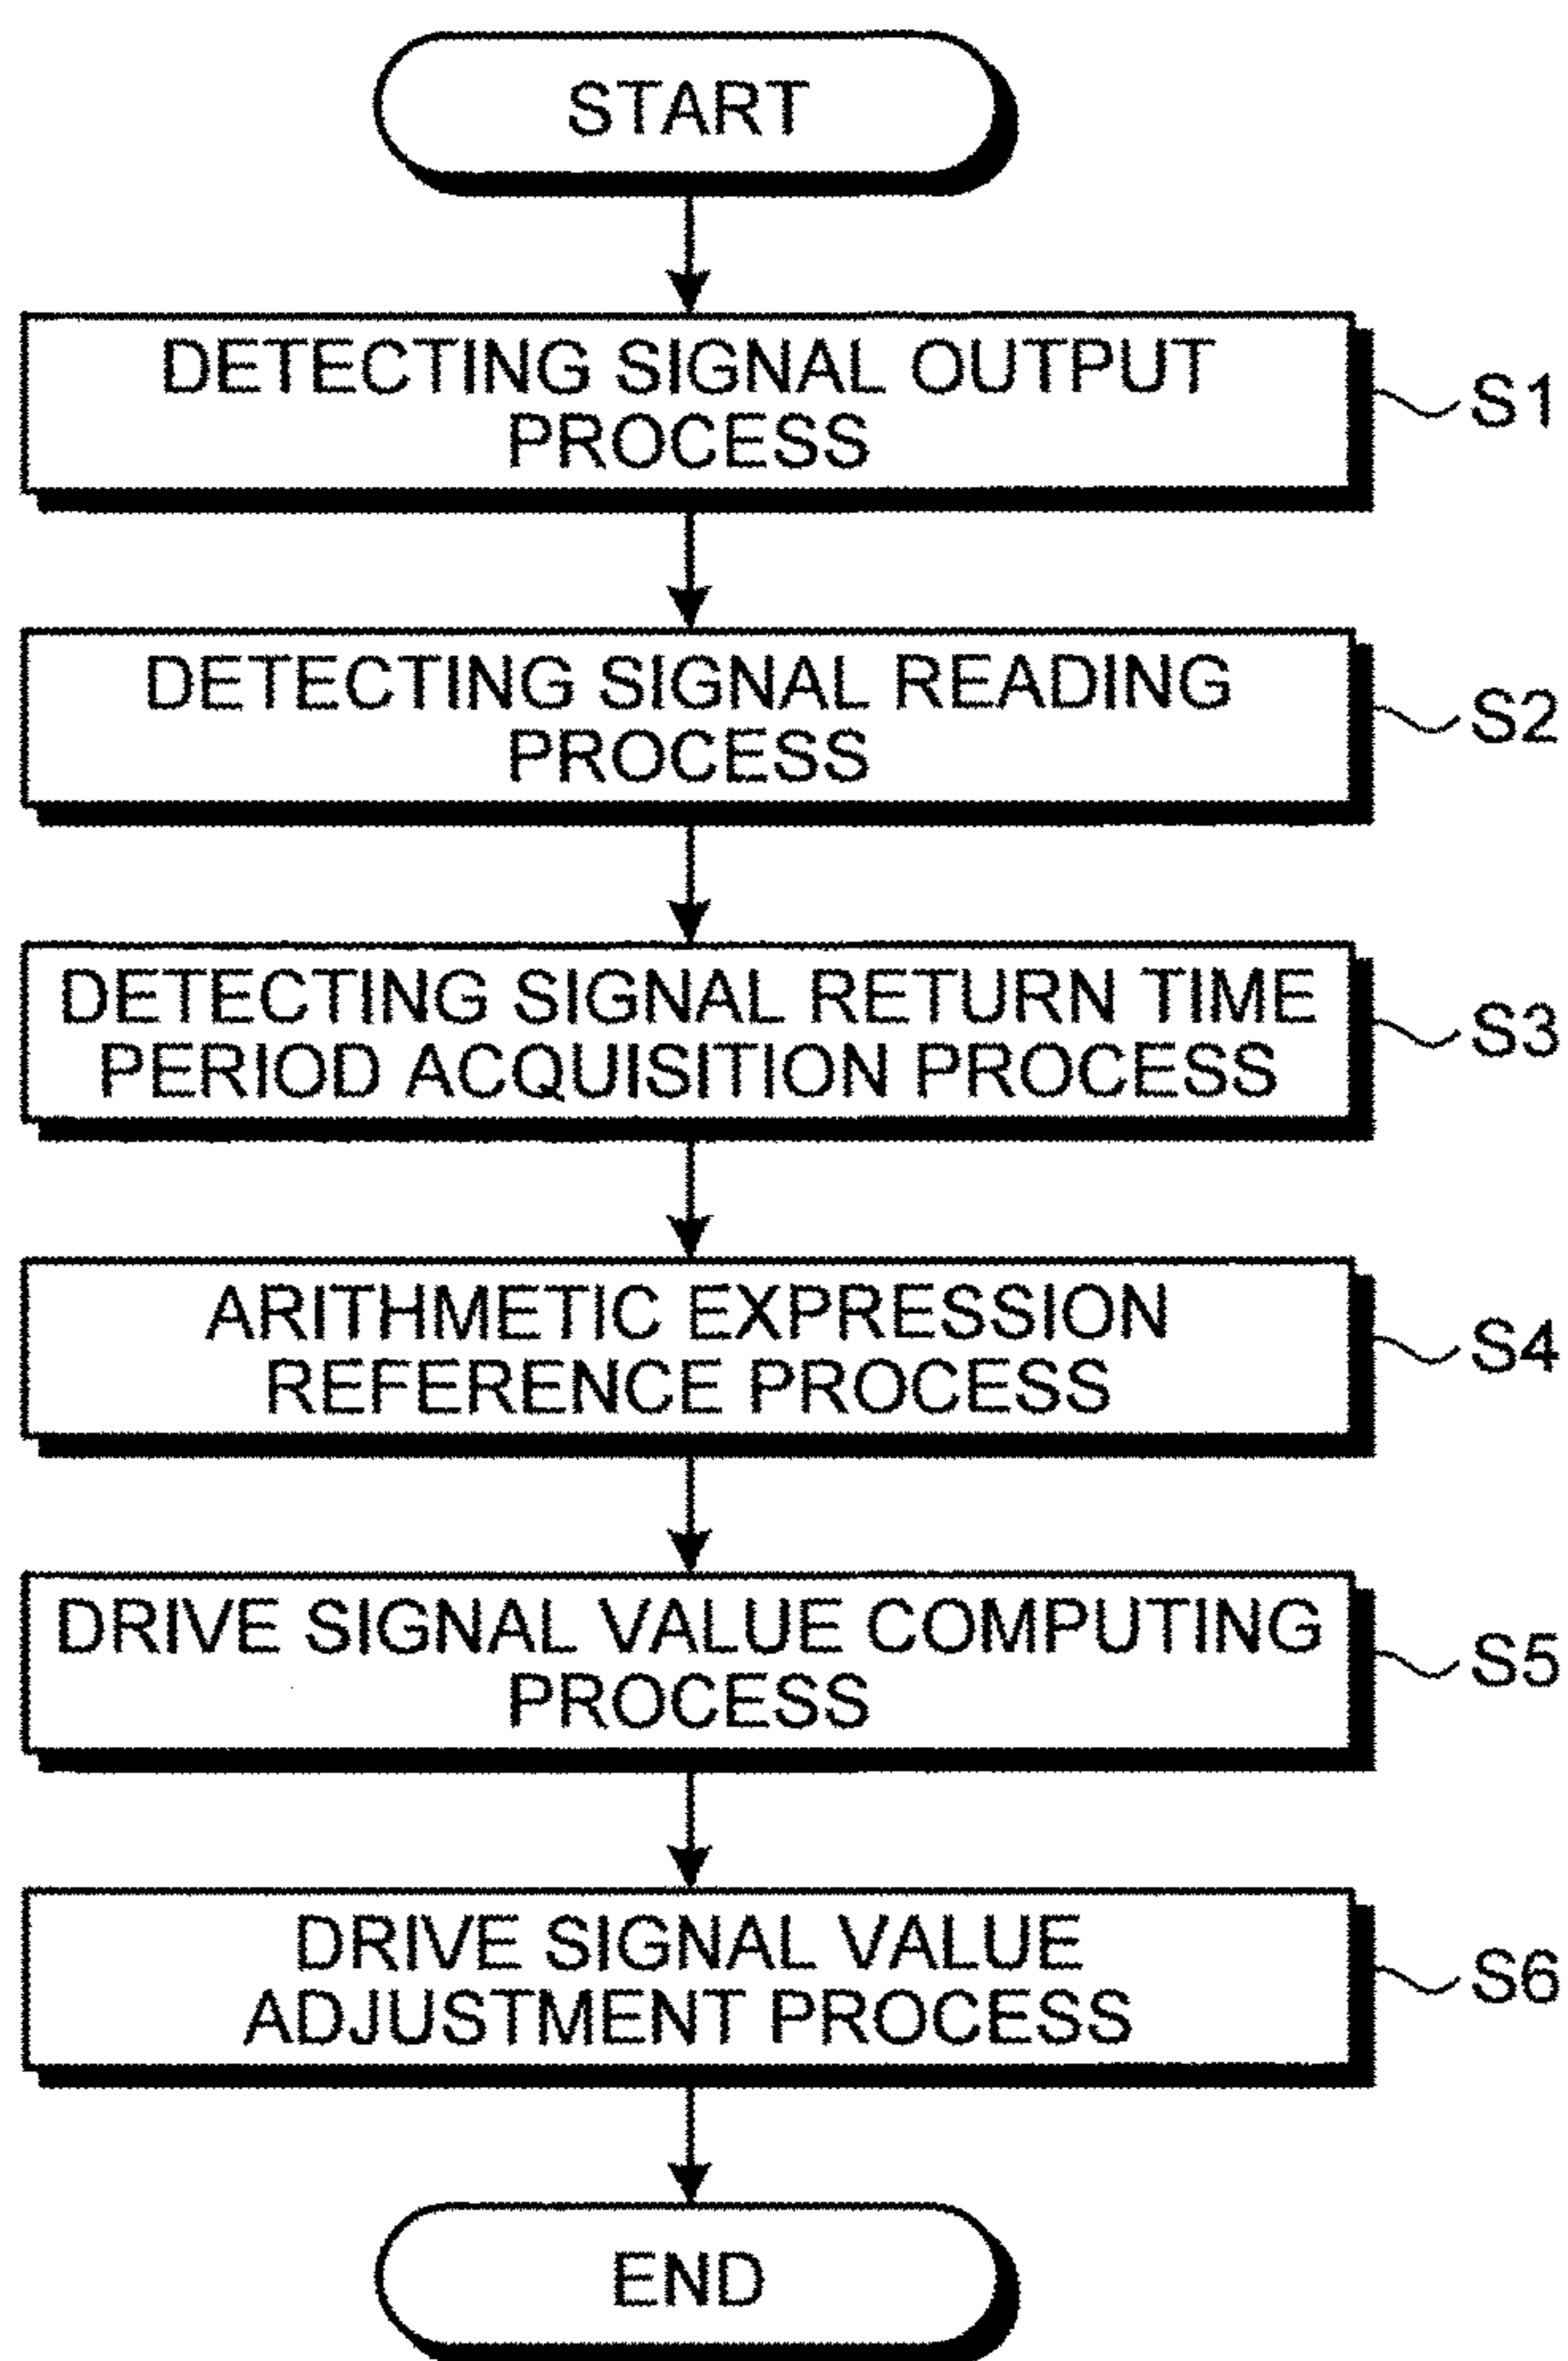 START
DETECTING SIGNAL OUTPUT
PROCESS
S1
DETECTING SIGNAL READING
PROCESS
S2
DETECTING SIGNAL RETURN TIME
PERIOD ACQUISITION PROCESS
S3
ARITHMETIC EXPRESSION
REFERENCE PROCESS
S4
DRIVE SIGNAL VALUE COMPUTING
PROCESS
S5
DRIVE SIGNAL VALUE
ADJUSTMENT PROCESS
S6
END